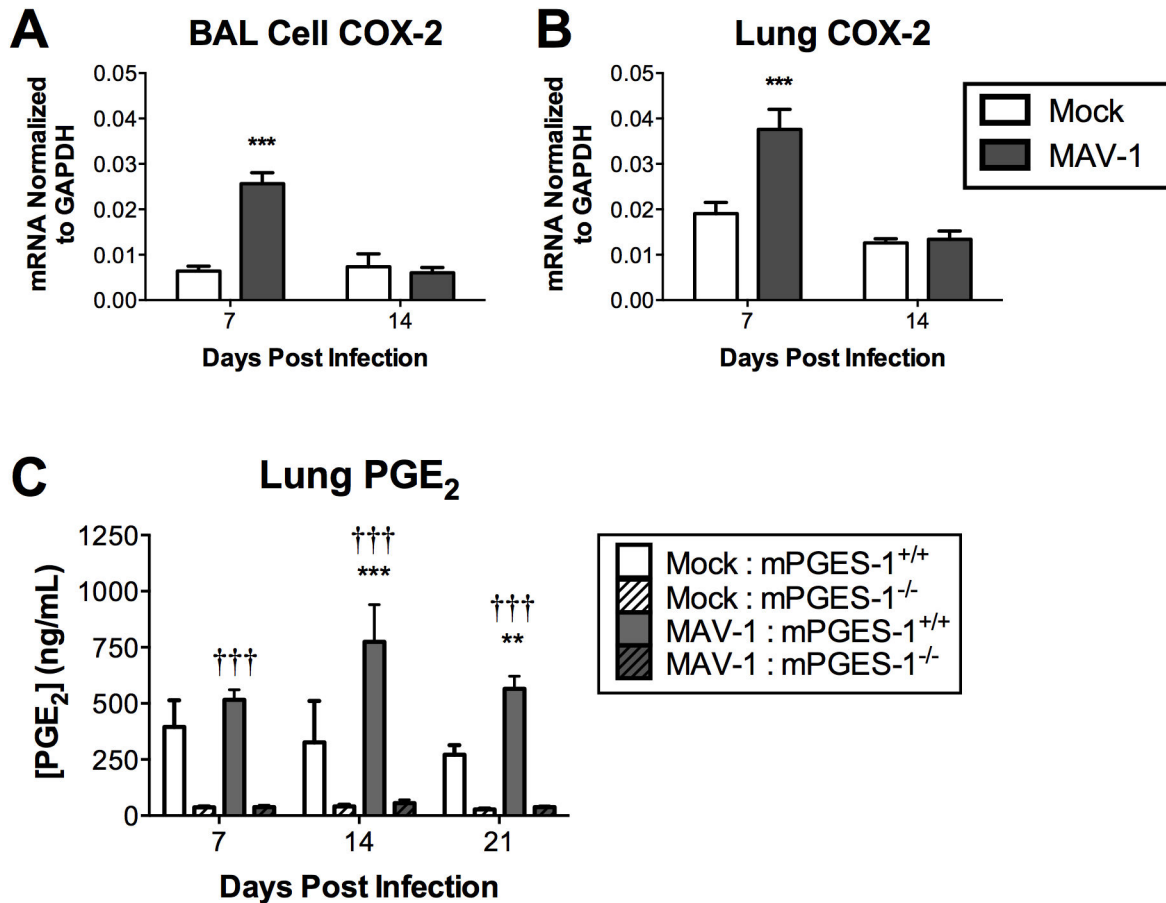 A
BAL Cell COX-2
mRNA Normalized
to GAPDH
0.05
0.04
0.03
0.02
0.01
0.00
***
7
14
Days Post Infection
B
Lung COX-2
mRNA Normalized
to GAPDH
0.05
0.04
0.03
0.02
0.01
0.00
***
7
14
Days Post Infection
Mock
MAV-1
C
Lung PGE₂
[PGE₂] (ng/mL)
1250
1000
750
500
250
0
†††
†††
***
†††
**
7
14
21
Days Post Infection
Mock : mPGES-1⁺/⁺
Mock : mPGES-1⁻/⁻
MAV-1 : mPGES-1⁺/⁺
MAV-1 : mPGES-1⁻/⁻